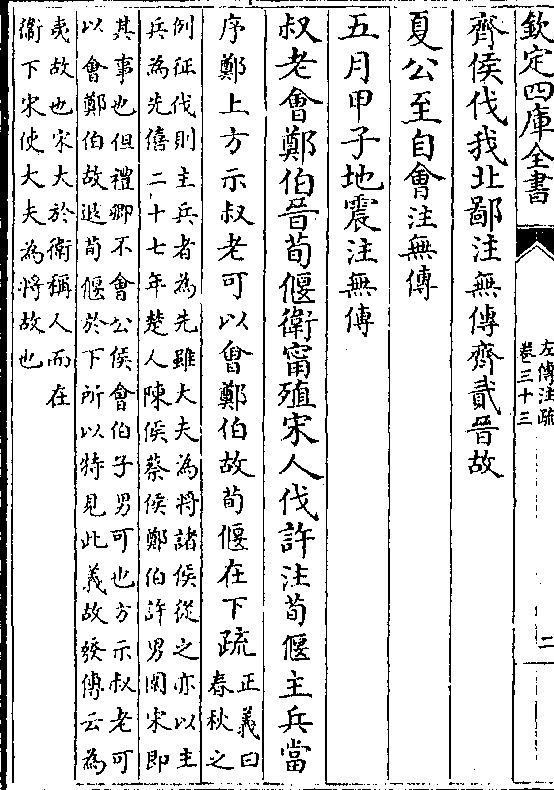 欽定四庫全書
左傳注疏
卷三十三
二
齊侯伐我北鄙注無傳齊貳晉故
夏公至自會注無傳
五月甲子地震注無傳
叔老會鄭伯晉荀偃衛甯殖宋人伐許注荀偃主兵當
序鄭上方示叔老可以會鄭伯故荀偃在下疏
正義曰
春秋之
例征伐則主兵者為先雖大夫為將諸侯從之亦以主
兵為先僖二十七年楚人陳侯蔡侯鄭伯許男圍宋即
其事也但禮卿不會公侯會伯子男可也方示叔老可
以會鄭伯故退荀偃於下所以特見此義故發傳云為
夷故也宋大於衛稱人而在
衛下宋使大夫為將故也